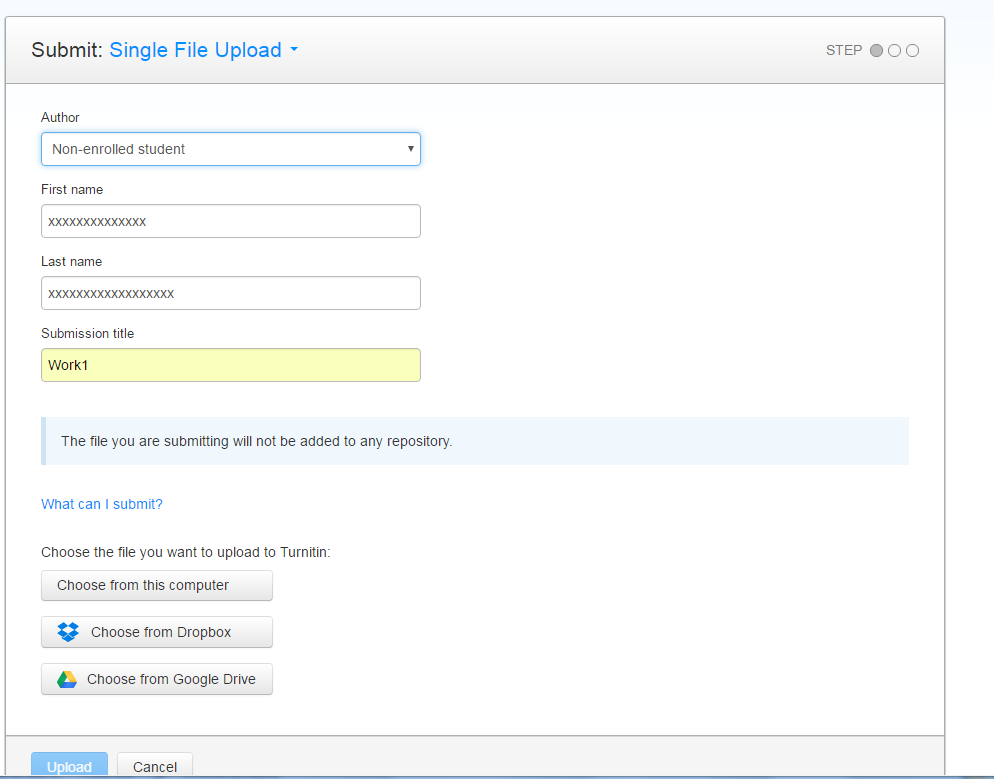 Submit: Single File Upload
STEP
Author
Non-enrolled student
First name
xxxxxxxxxxxxxx
Last name
xxxxxxxxxxxxxxxxxx
Submission title
Work1
The file you are submitting will not be added to any repository.
What can I submit?
Choose the file you want to upload to Turnitin:
Choose from this computer
Choose from Dropbox
Choose from Google Drive
Upload Cancel